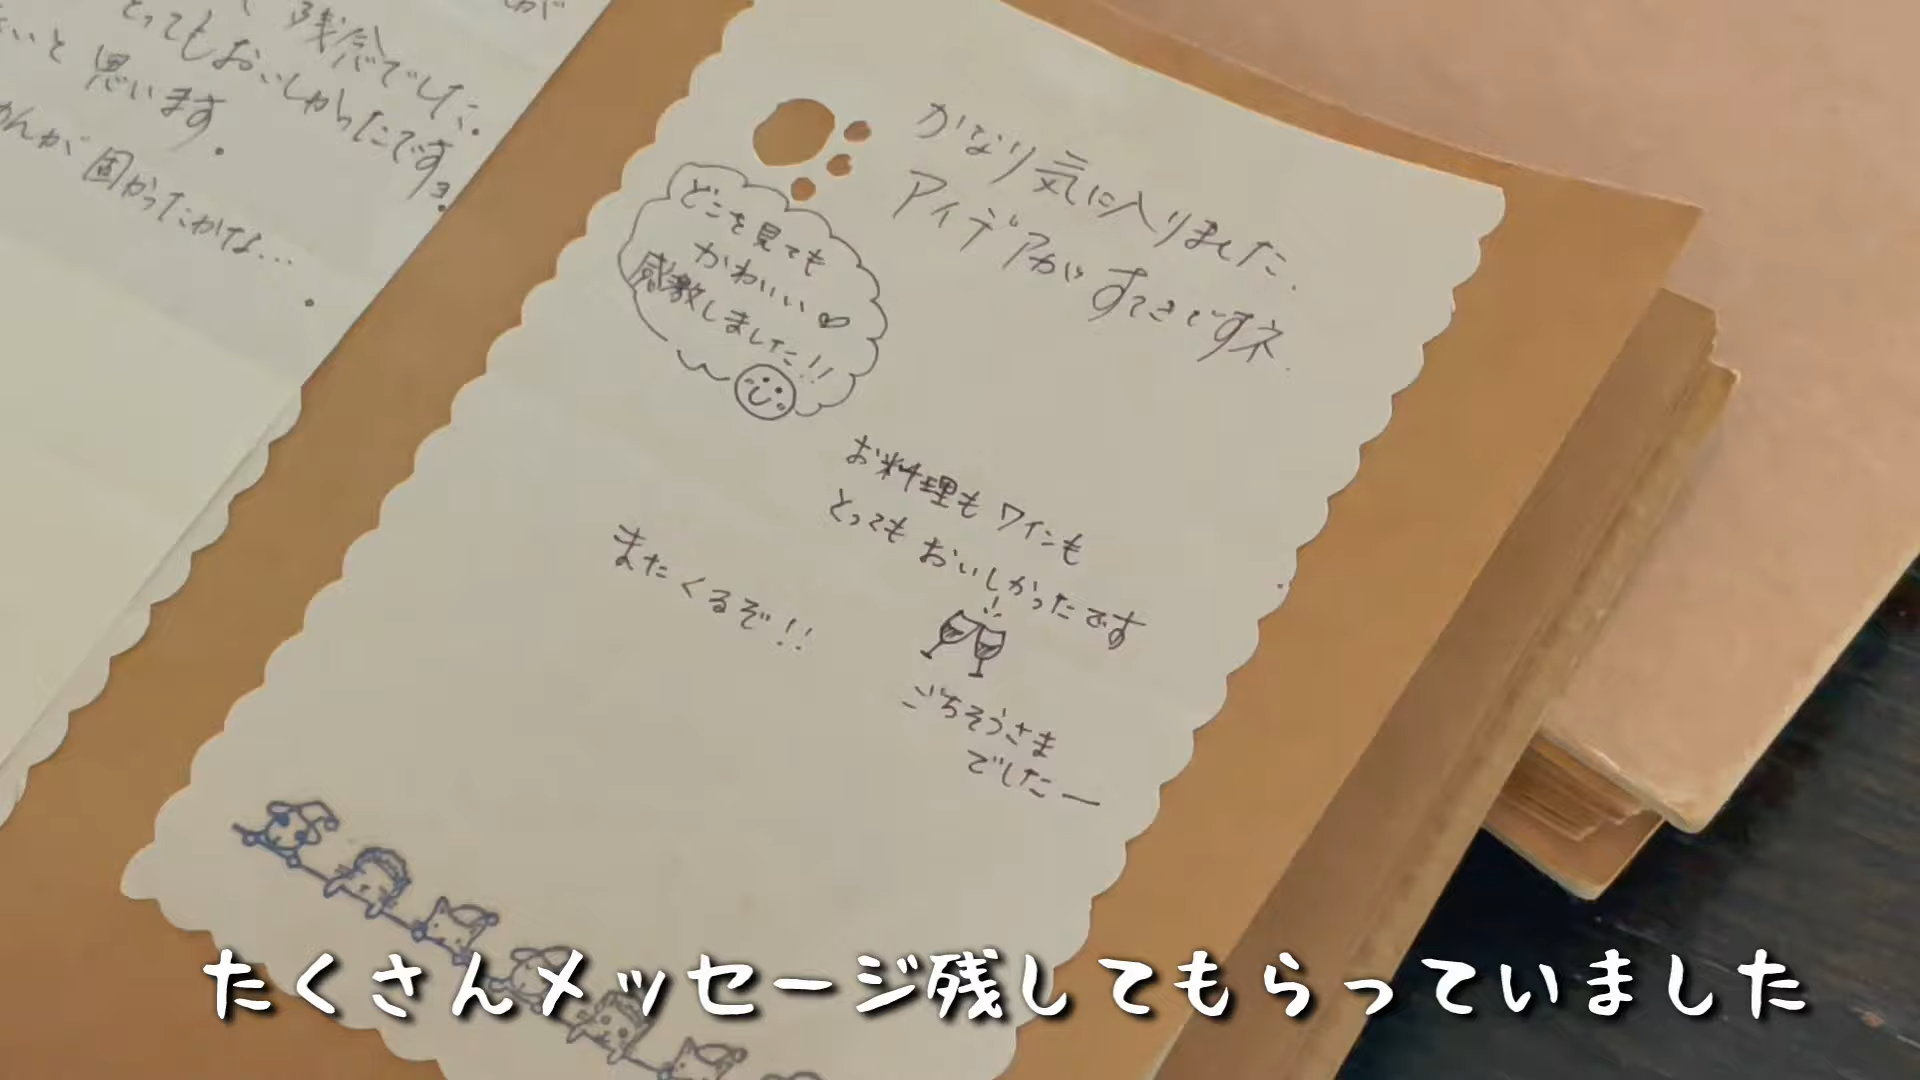 残念でした。
とってもおいしかったです。
いと思います。
固かったかな…
かなり気に入りました.
アイデアがすてきですネ.
どこを見ても
かわいい♡
感激しました!!
お料理もワインも
とってもおいしかったです
またくるぞ!!
ごちそうさま
でしたー
たくさんメッセージ残してもらっていました